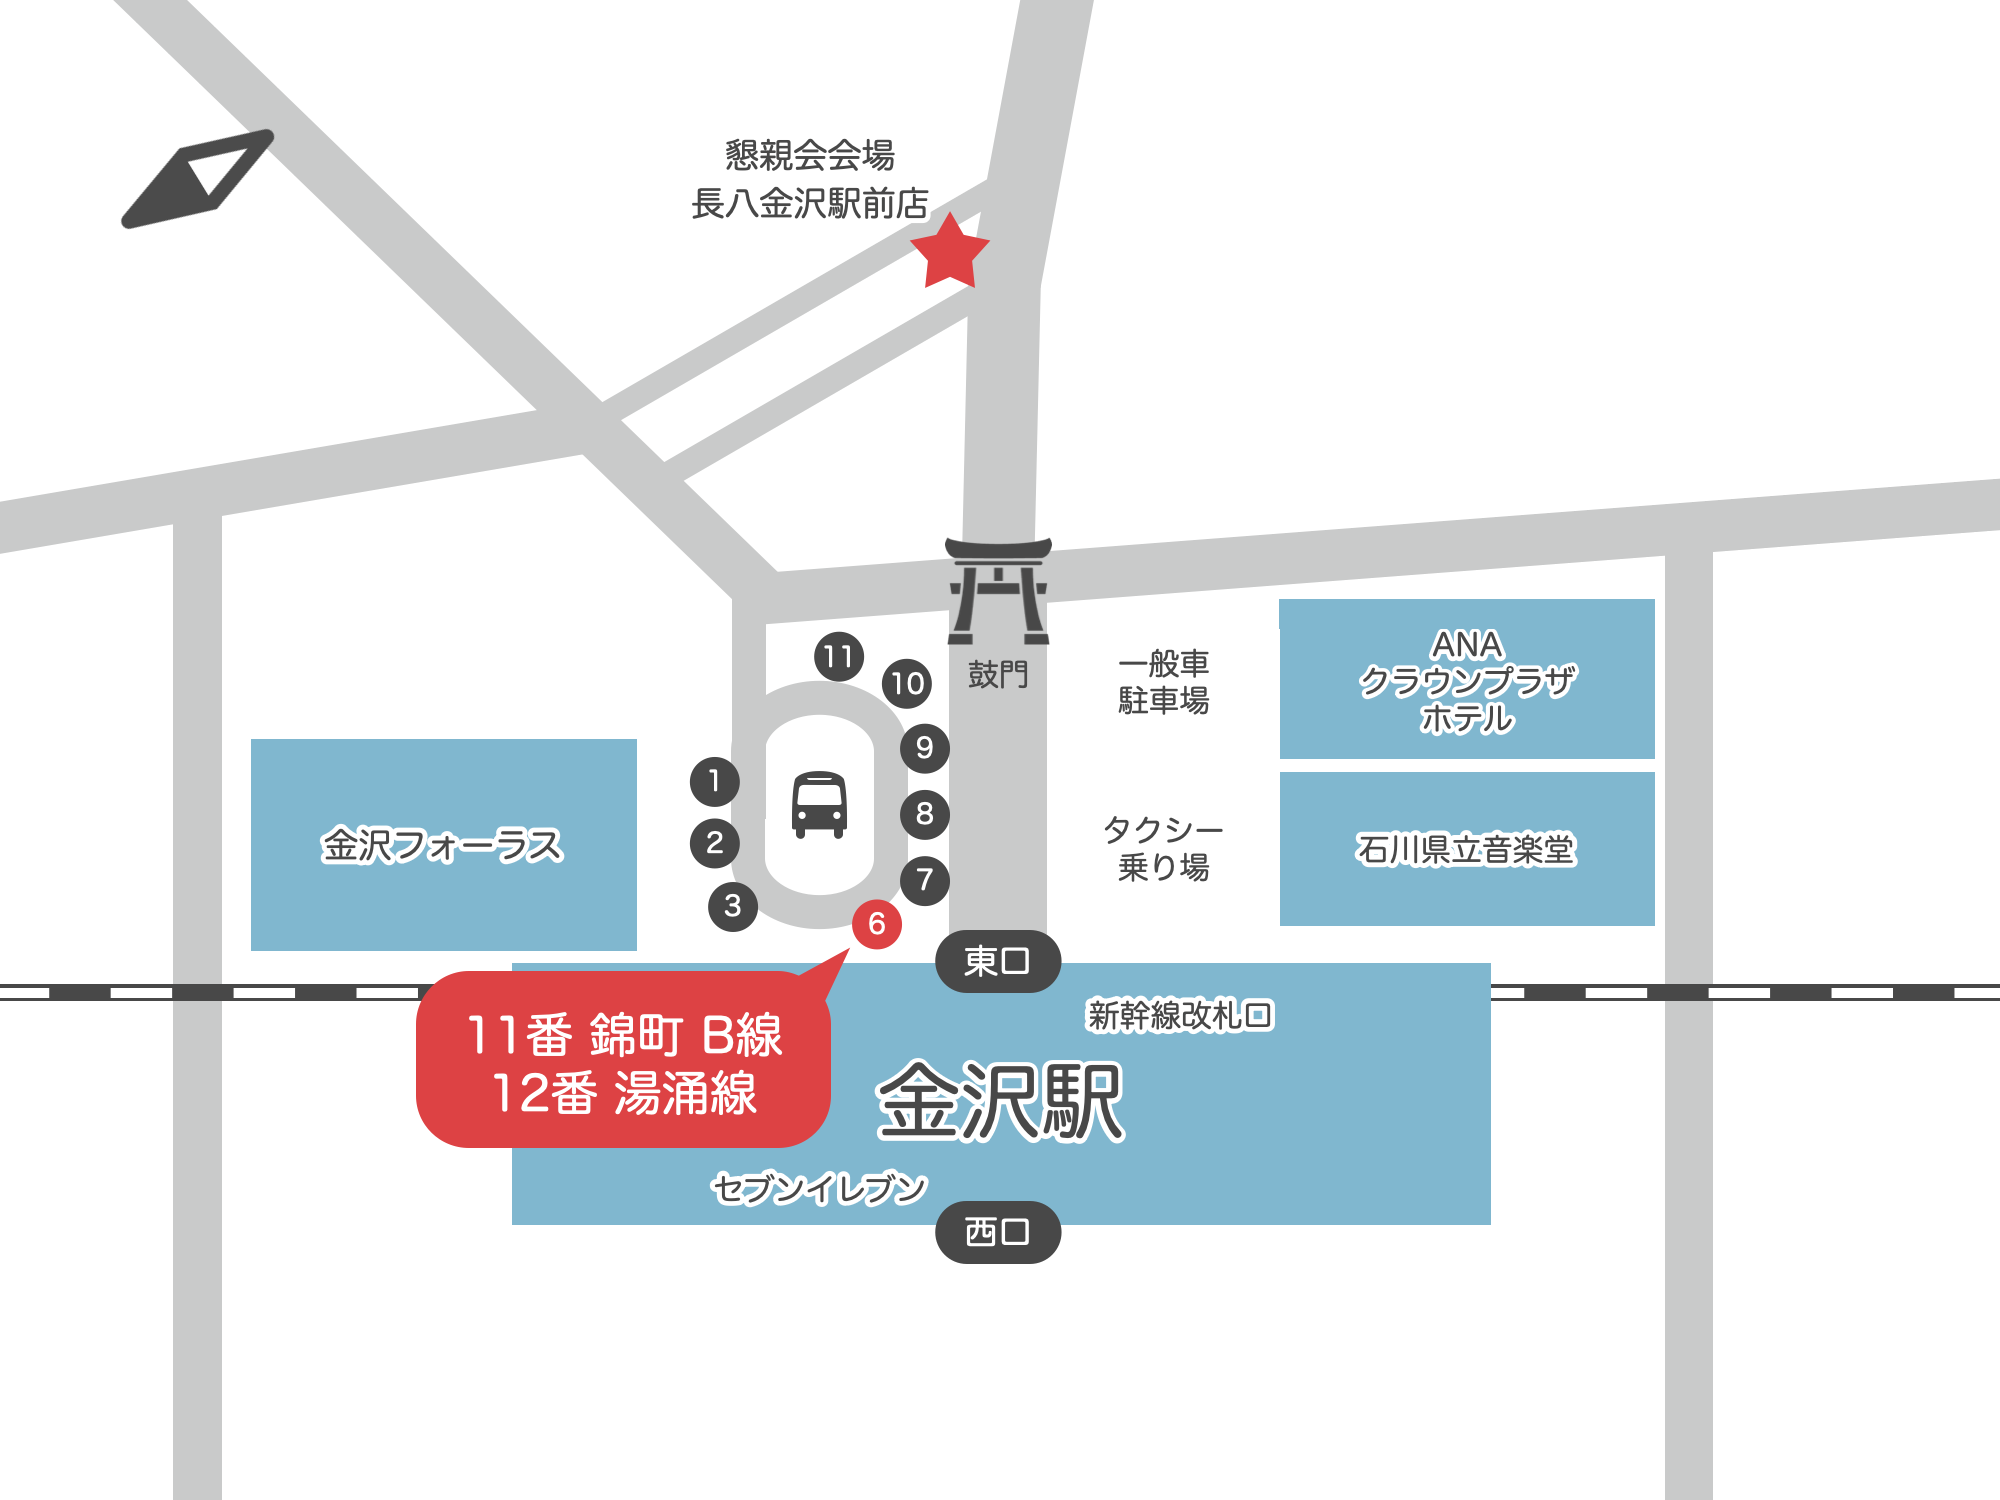 懇親会会場
長八金沢駅前店
11
10
9
8
7
6
1
2
3
鼓門
一般車
駐車場
ANA
クラウンプラザ
ホテル
タクシー
乗り場
石川県立音楽堂
金沢フォーラス
東口
新幹線改札口
11番 錦町 B線
12番 湯涌線
金沢駅
セブンイレブン
西口